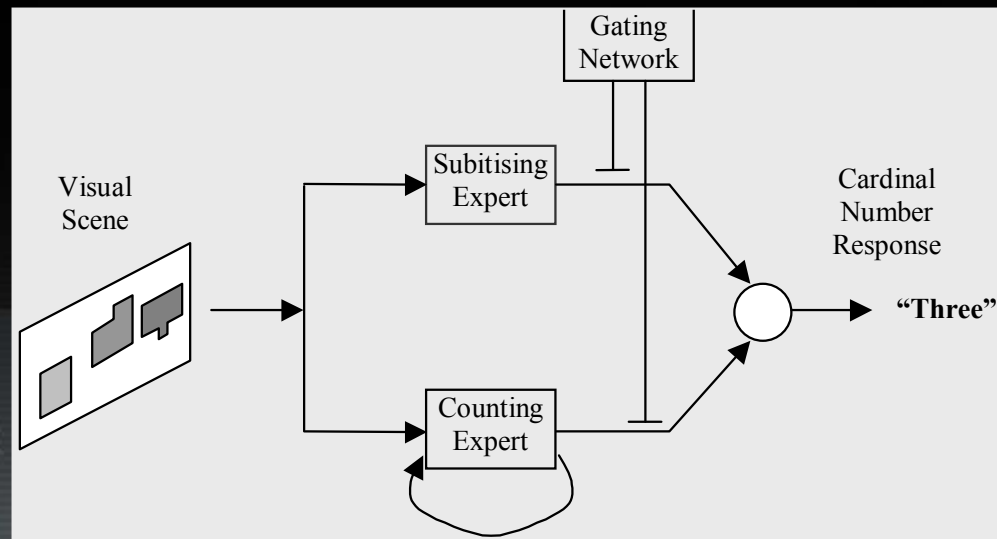 Gating
Network
Visual
Scene
Subitising
Expert
Counting
Expert
Cardinal
Number
Response
“Three”